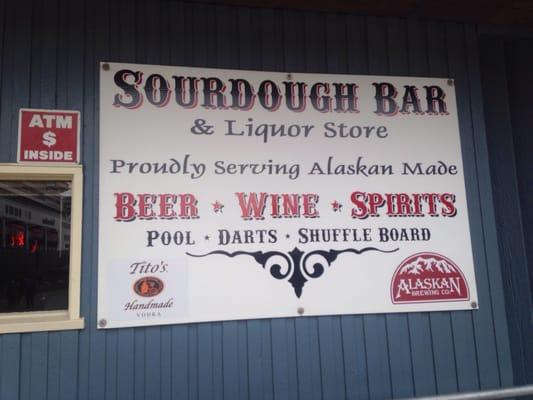 Sourdough Bar
& Liquor Store
Proudly Serving Alaskan Made
Beer ★ Wine ★ Spirits
Pool ★ Darts ★ Shuffle Board
ATM
$
INSIDE
Tito's
Handmade
VODKA
ALASKAN
BREWING CO.